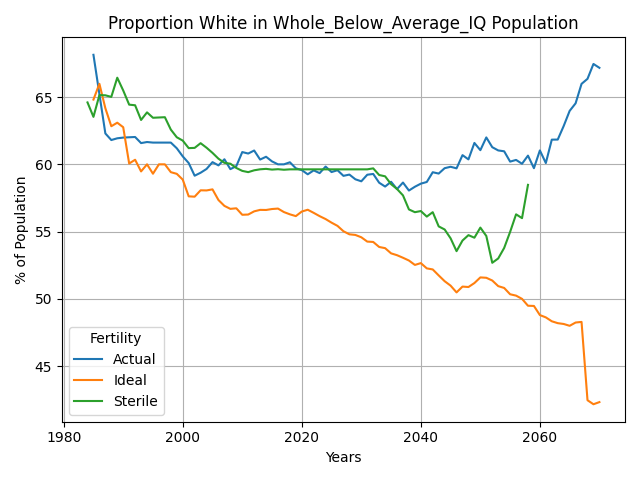 Proportion White in Whole_Below_Average_IQ Population
% of Population
65
60
55
50
45
Fertility
Actual
Ideal
Sterile
1980
2000
2020
2040
2060
Years